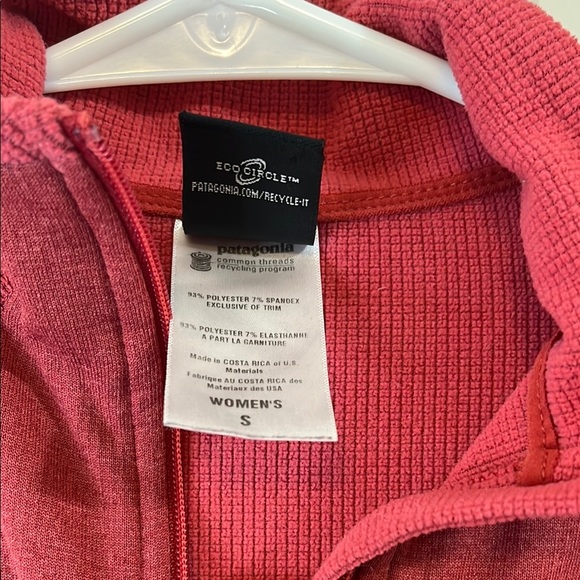 ECO CIRCLE™
PATAGONIA.COM/RECYCLE-IT
patagonia
common threads
recycling program
93% POLYESTER 7% SPANDEX
EXCLUSIVE OF TRIM
93% POLYESTER 7% ELASTHANNE
A PART LA GARNITURE
Made in COSTA RICA of U.S.
Materials
Fabrique AU COSTA RICA des
Materiaux des USA
WOMEN'S
S